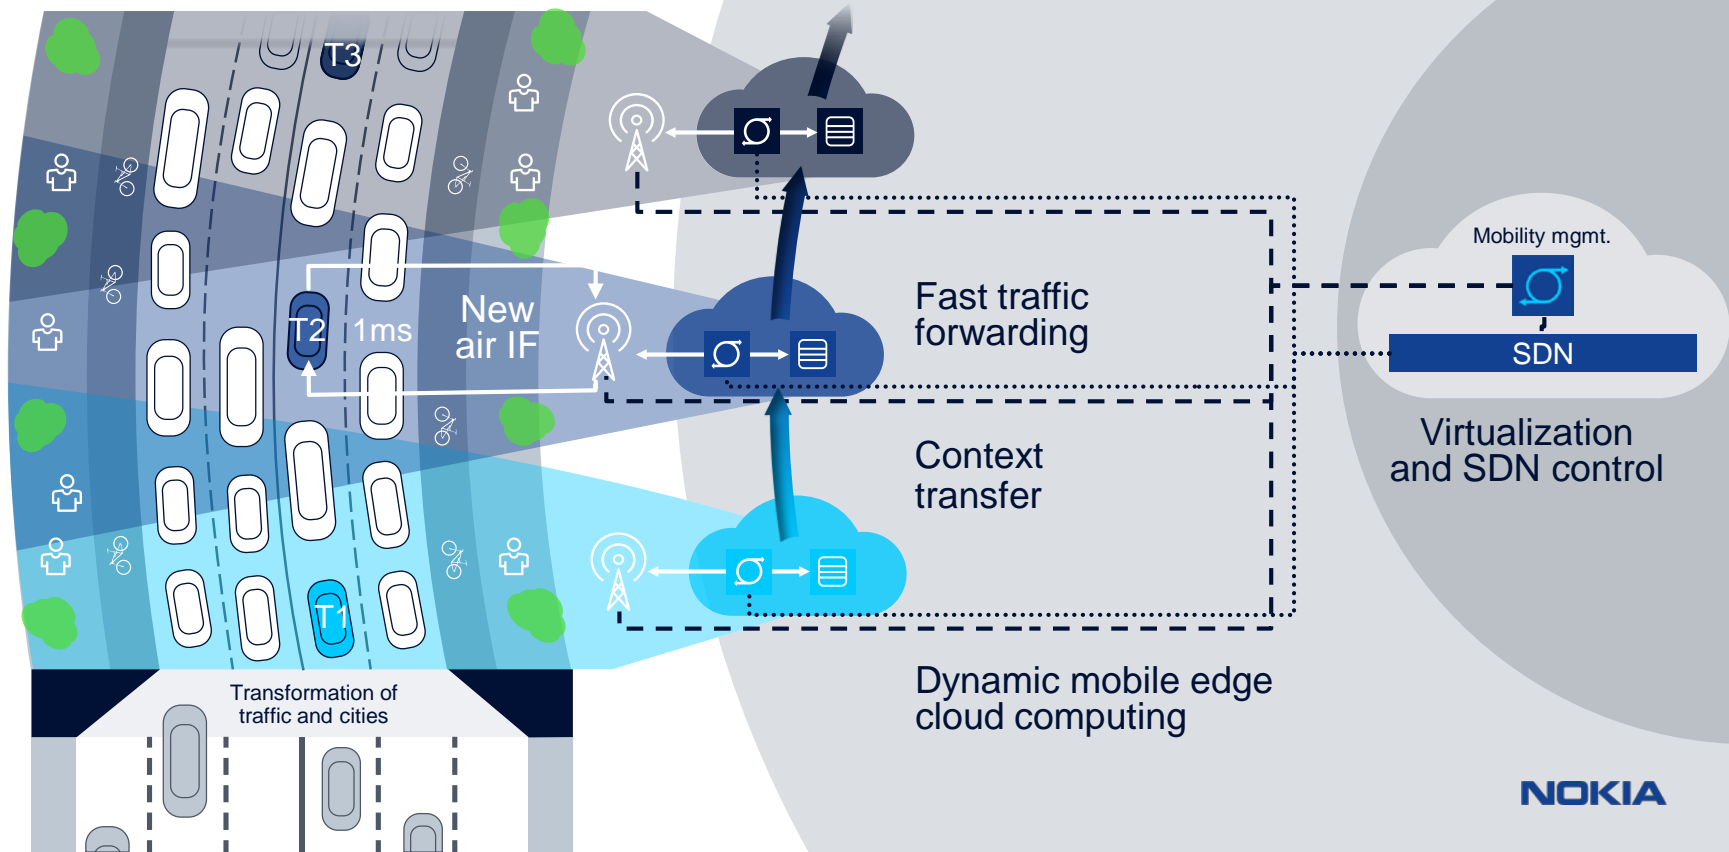 T3
Mobility mgmt.
Fast traffic
forwarding
New
air IF
T2
1ms
SDN
Virtualization
and SDN control
Context
transfer
T1
Dynamic mobile edge
cloud computing
Transformation of
traffic and cities
NOKIA